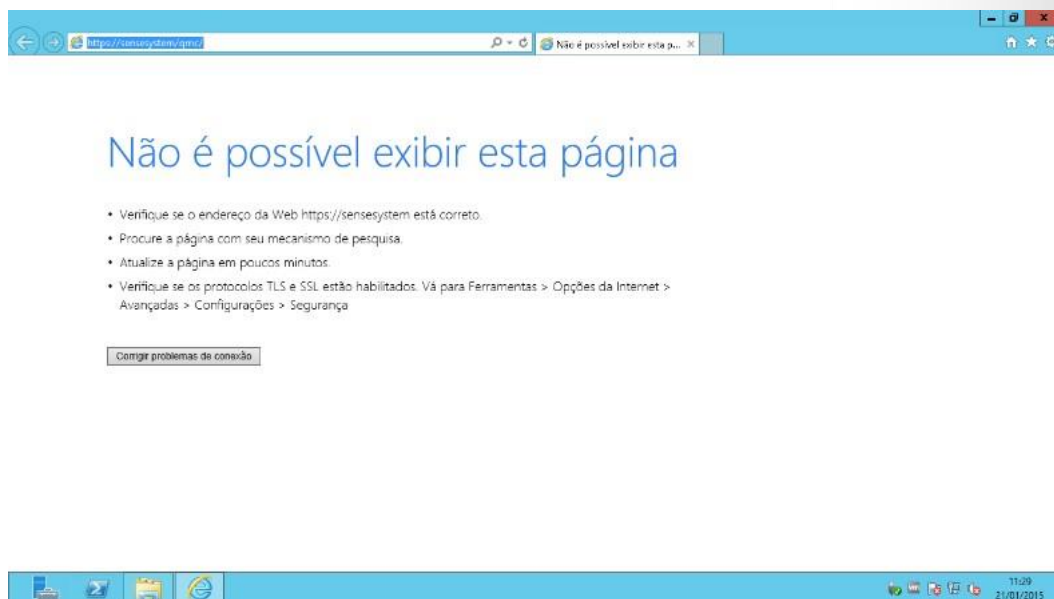 https://sensesystem/qmc/
Não é possível exibir esta p...
Não é possível exibir esta página
• Verifique se o endereço da Web https://sensesystem está correto.
• Procure a página com seu mecanismo de pesquisa.
• Atualize a página em poucos minutos.
• Verifique se os protocolos TLS e SSL estão habilitados. Vá para Ferramentas > Opções da Internet >
Avançadas > Configurações > Segurança
Corrigir problemas de conexão
11:29
21/01/2015